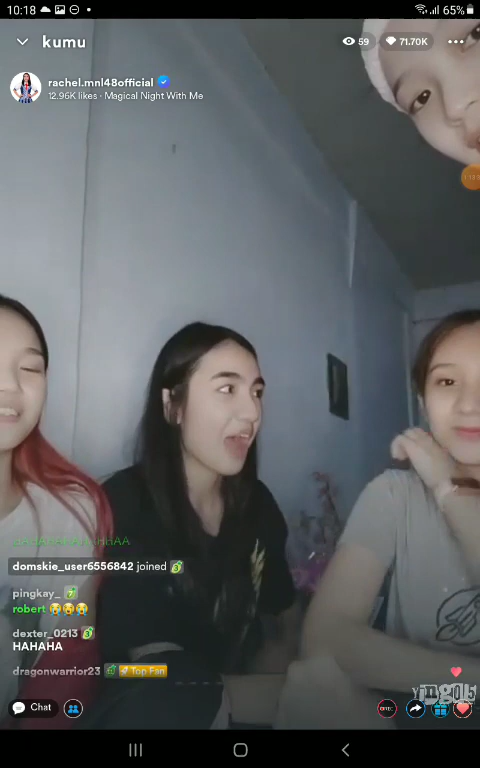 10:18
65%
kumu
59
71.70K
rachel.mnl48official
12.96K likes · Magical Night With Me
domskie_user6556842 joined
pingkay_ 7
robert 😭😭😭
dexter_0213
HAHAHA
dragonwarrior23 Top Fan
Chat